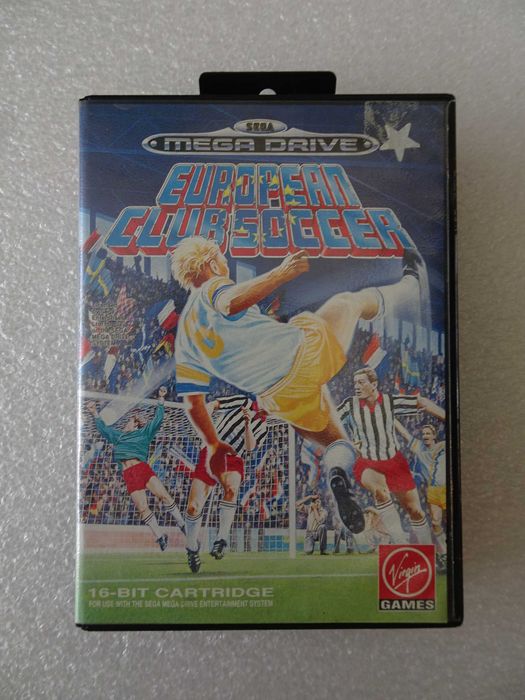 SEGA
MEGA DRIVE
EUROPEAN
CLUB SOCCER
16-BIT CARTRIDGE
FOR USE WITH THE SEGA MEGA DRIVE ENTERTAINMENT SYSTEM
Virgin
GAMES